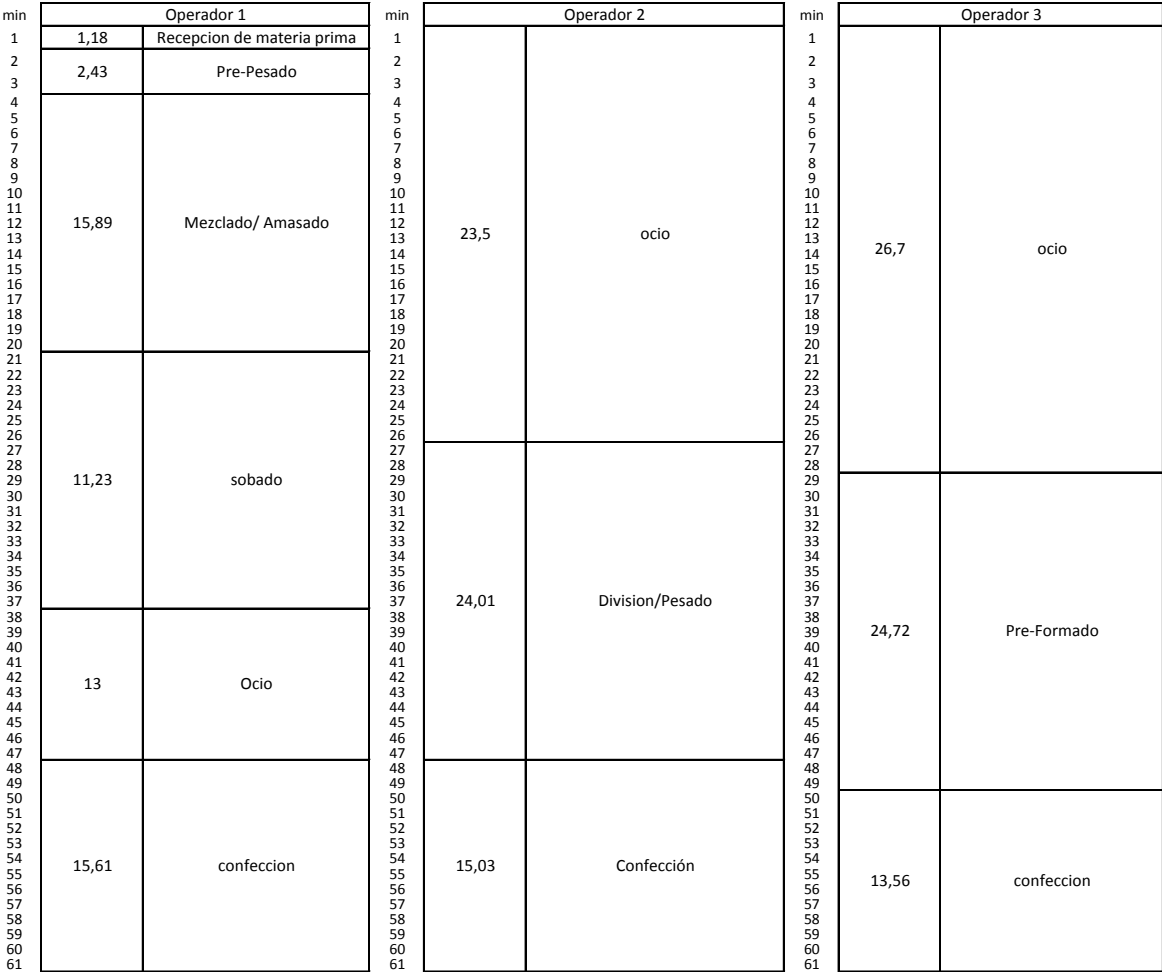 min Operador 1 min Operador 2 min Operador 3
1 1,18 Recepcion de materia prima 1 1
2 2 2
2,43 Pre-Pesado
3 3 3
4 4 4
5 5 5
6 6 6
7 7 7
8 8 8
9 9 9
10 10 10
11 11 11
12 15,89 Mezclado/ Amasado 12 12
13 13 23,5 ocio 13
14 14 14 26,7 ocio
15 15 15
16 16 16
17 17 17
18 18 18
19 19 19
20 20 20
21 21 21
22 22 22
23 23 23
24 24 24
25 25 25
26 26 26
27 27 27
28 28 28
29 11,23 sobado 29 29
30 30 30
31 31 31
32 32 32
33 33 33
34 34 34
35 35 35
36 36 36
37 37 24,01 Division/Pesado 37
38 38 38
39 39 39 24,72 Pre-Formado
40 40 40
41 41 41
42 13 Ocio 42 42
43 43 43
44 44 44
45 45 45
46 46 46
47 47 47
48 48 48
49 49 49
50 50 50
51 51 51
52 52 52
53 53 53
54 15,61 confeccion 54 15,03 Confección 54
55 55 55 13,56 confeccion
56 56 56
57 57 57
58 58 58
59 59 59
60 60 60
61 61 61